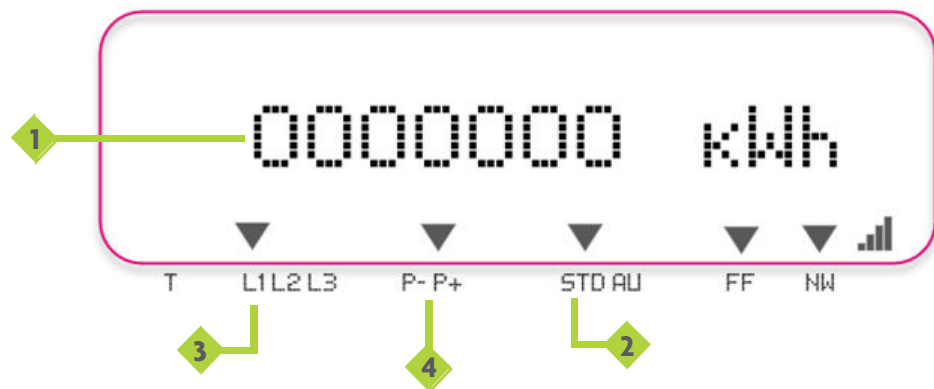 1
0000000 kWh
T L1 L2 L3 P- P+ STD AU FF NW
3 4 2